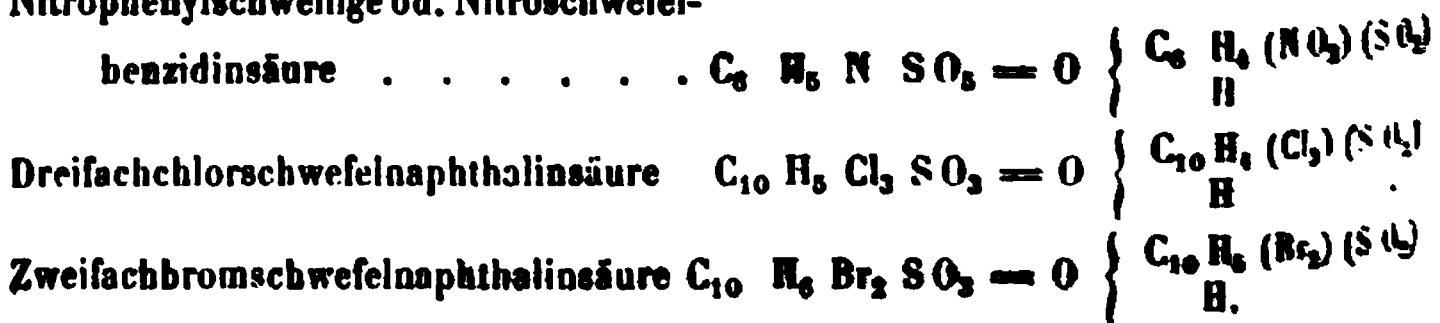 Nitrophenylschweflige od. Nitroschwefel-
benzidinsäure . . . . . . C₆ H₅ N SO₅ = O { C₆ H₄ (NO₂) (SO₂)
H
Dreifachchlorschwefelnaphthalinsäure C₁₀ H₅ Cl₃ SO₃ = O { C₁₀ H₄ (Cl₃) (SO₂)
H
Zweifachbromschwefelnaphthalinsäure C₁₀ H₆ Br₂ SO₃ = O { C₁₀ H₅ (Br₂) (SO₂)
H.